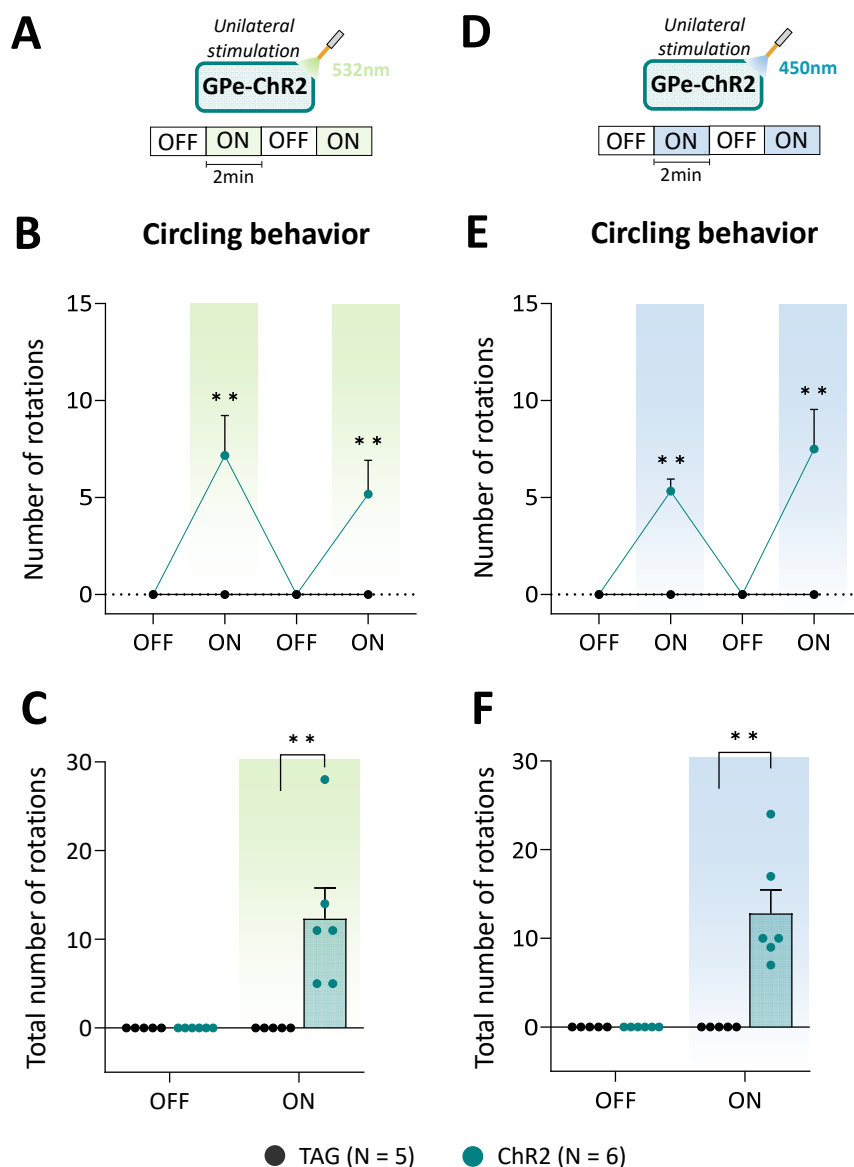 A
Unilateral
stimulation
532nm
GPe-ChR2
OFF ON OFF ON
2min
B Circling behavior
Number of rotations
15
10
5
0
* *
* *
OFF ON OFF ON
C
Total number of rotations
30
20
10
0
* *
OFF ON
D
Unilateral
stimulation
450nm
GPe-ChR2
OFF ON OFF ON
2min
E Circling behavior
Number of rotations
15
10
5
0
* *
* *
OFF ON OFF ON
F
Total number of rotations
30
20
10
0
* *
OFF ON
TAG (N = 5) ChR2 (N = 6)